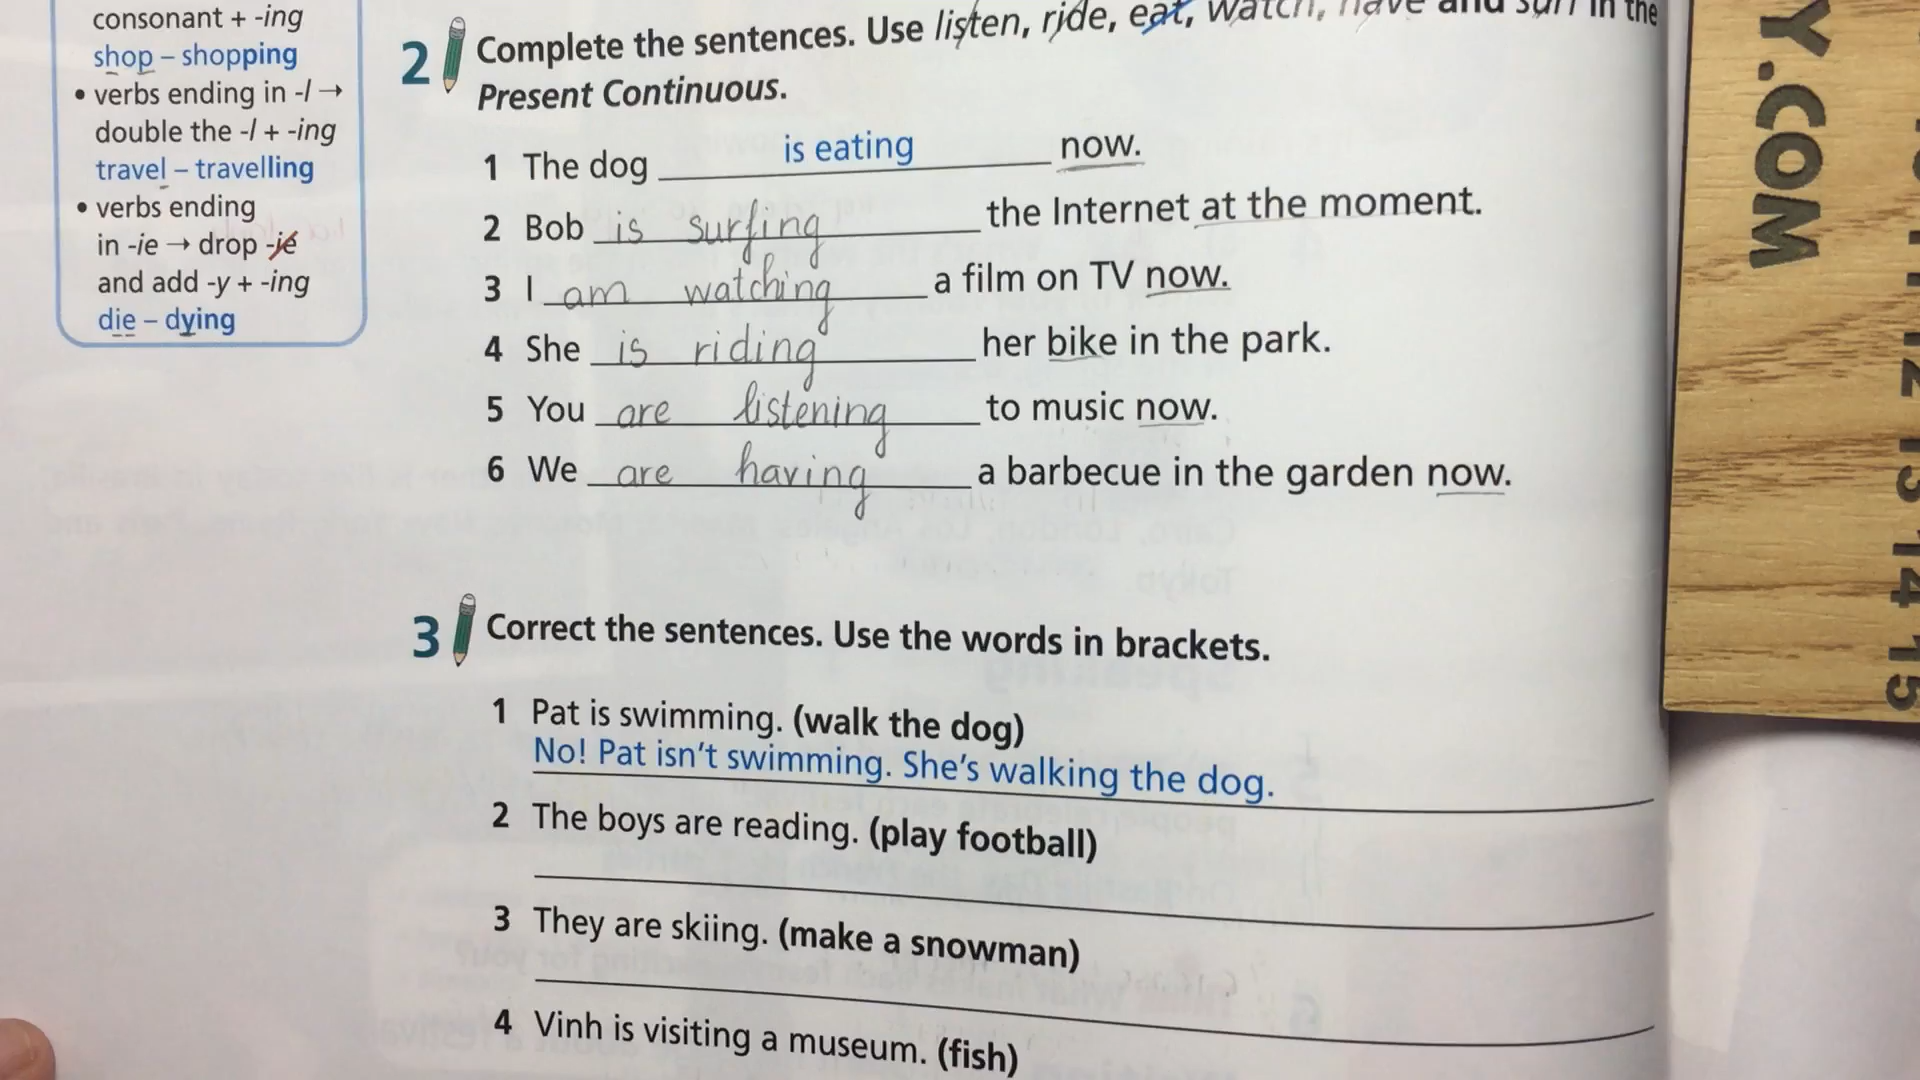 consonant + -ing
shop – shopping
• verbs ending in -l →
double the -l + -ing
travel – travelling
• verbs ending
in -ie → drop -ie
and add -y + -ing
die – dying
2 Complete the sentences. Use listen, ride, eat, watch, have and surf in the
Present Continuous.
1 The dog is eating now.
2 Bob is surfing the Internet at the moment.
3 I am watching a film on TV now.
4 She is riding her bike in the park.
5 You are listening to music now.
6 We are having a barbecue in the garden now.
3 Correct the sentences. Use the words in brackets.
1 Pat is swimming. (walk the dog)
No! Pat isn't swimming. She's walking the dog.
2 The boys are reading. (play football)
3 They are skiing. (make a snowman)
4 Vinh is visiting a museum. (fish)
Y.COM
11 12 13 14 15